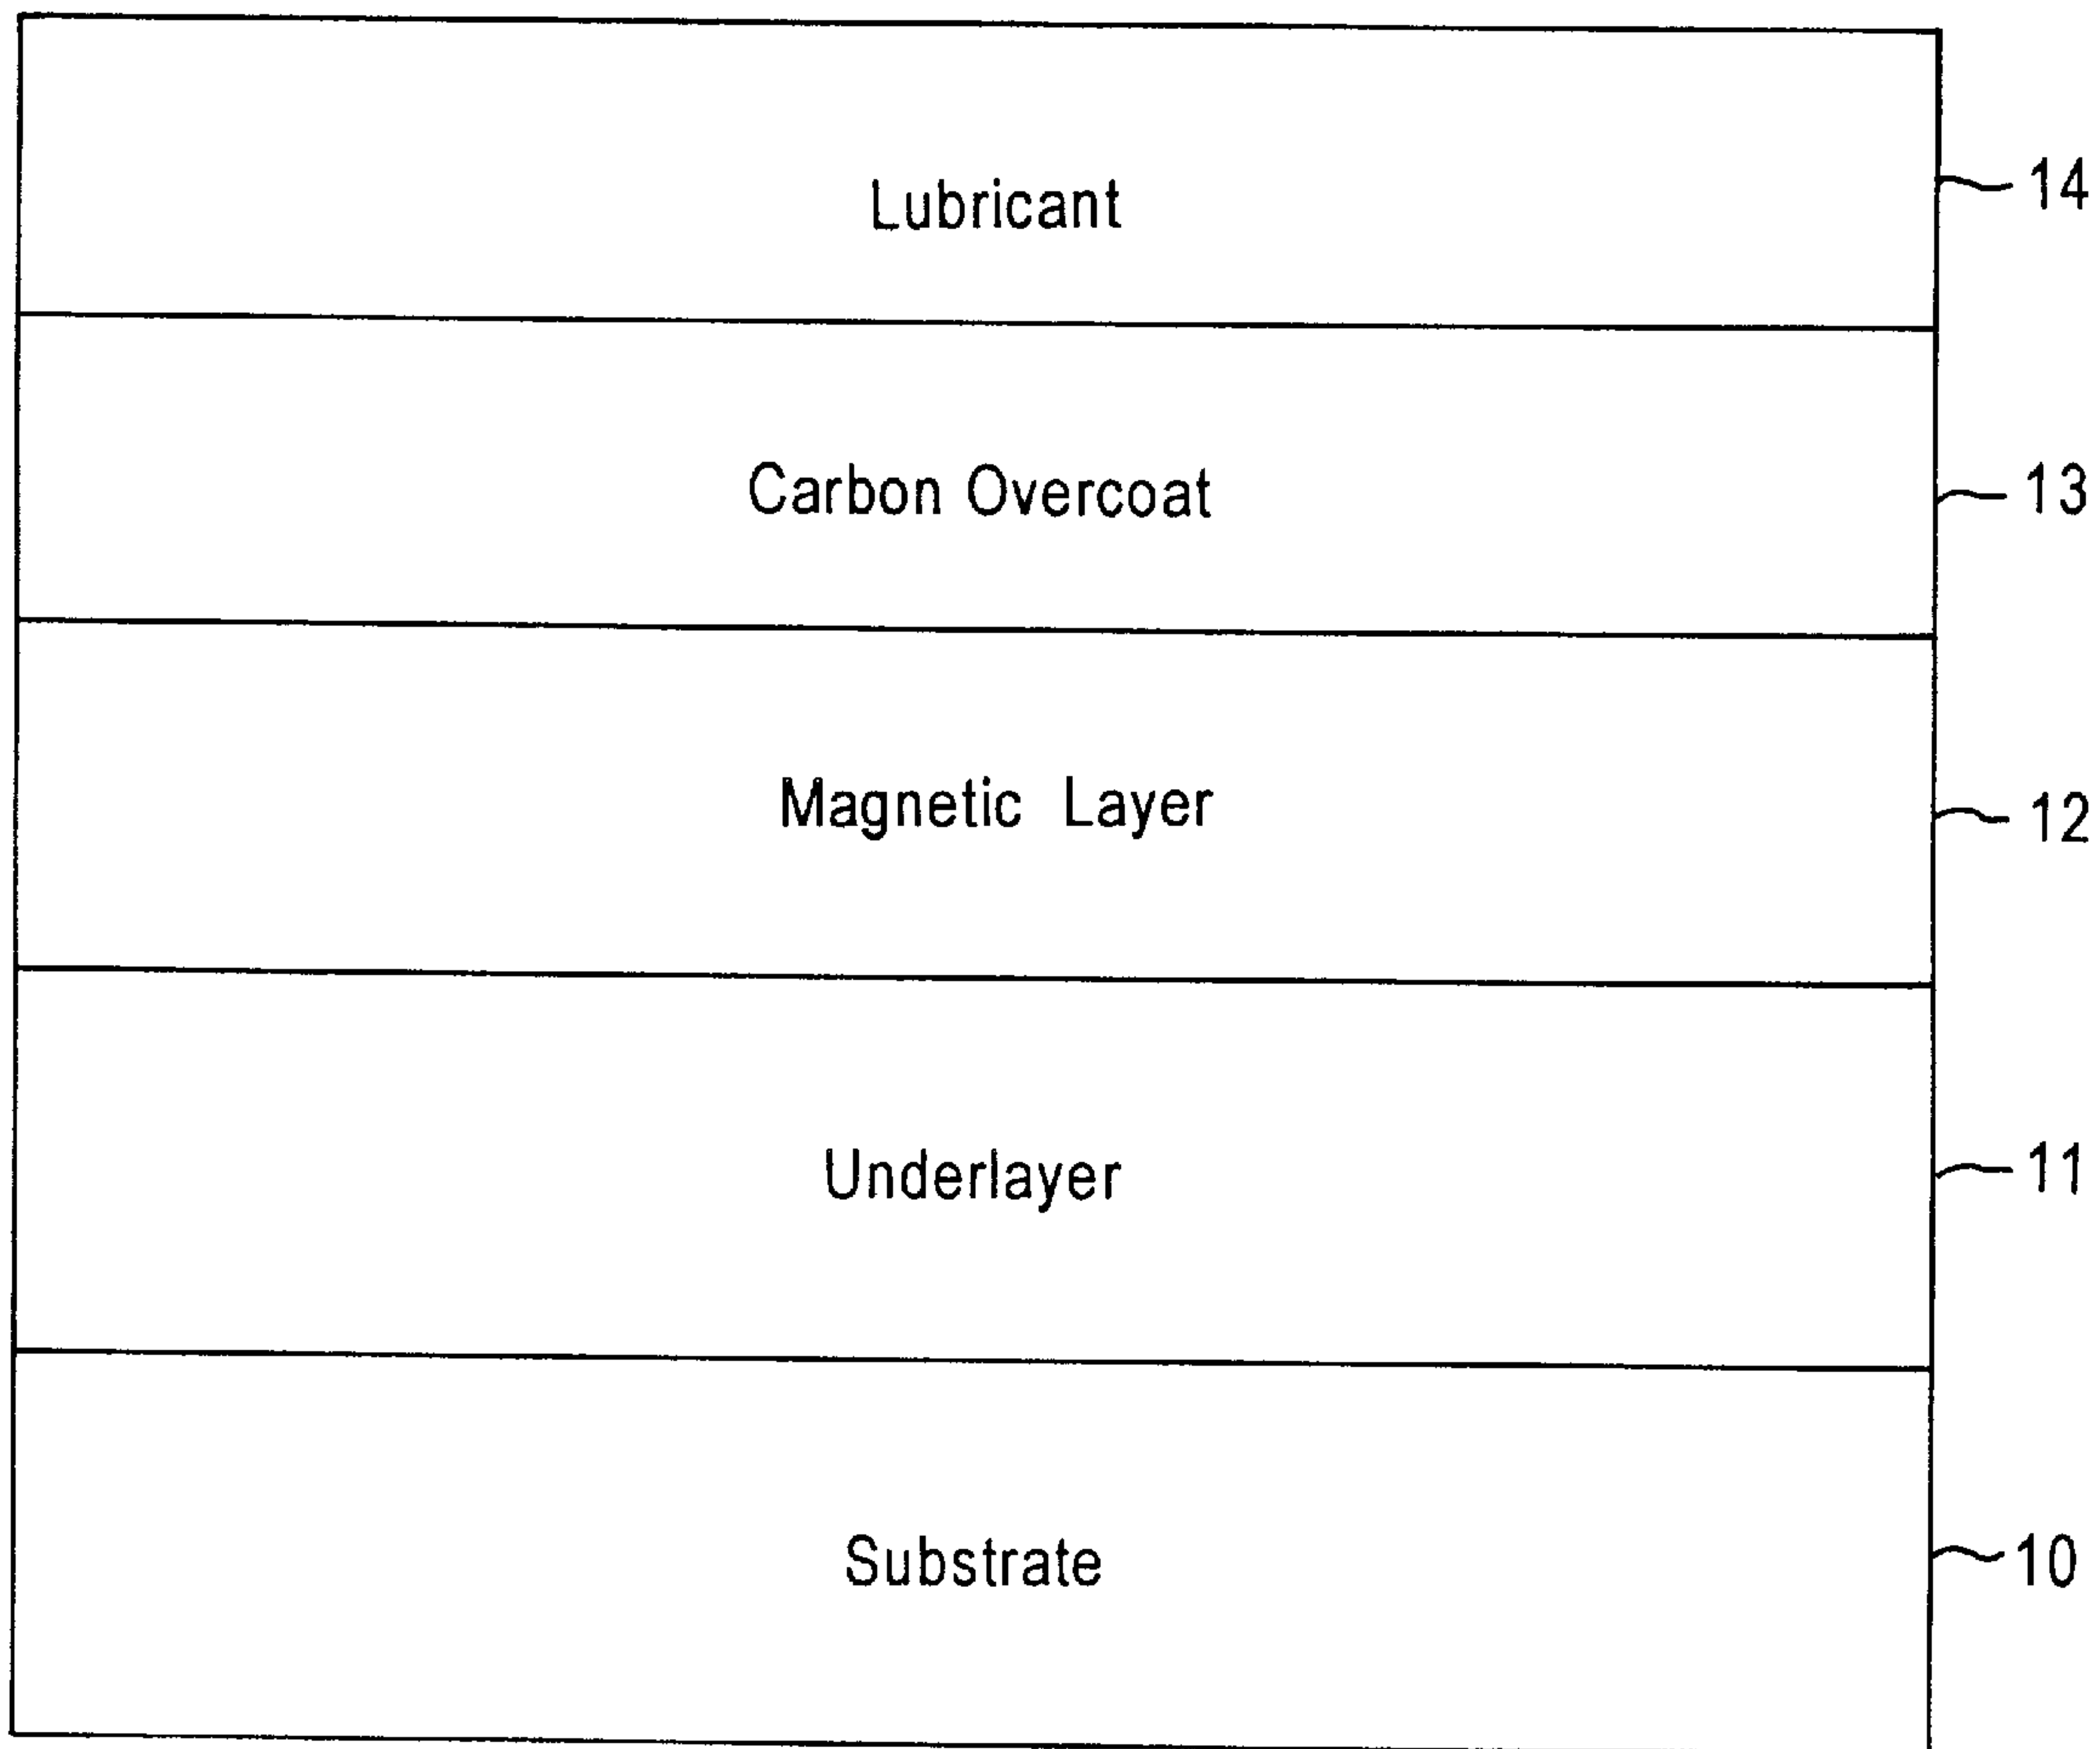 Lubricant 14
Carbon Overcoat 13
Magnetic Layer 12
Underlayer 11
Substrate 10